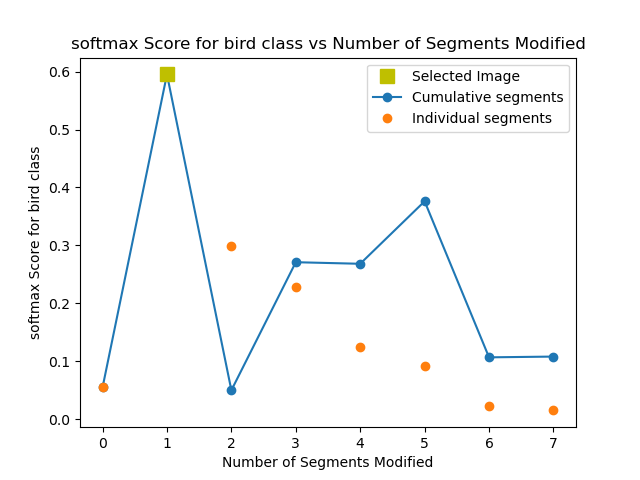 softmax Score for bird class vs Number of Segments Modified
Selected Image
Cumulative segments
Individual segments
softmax Score for bird class
0.6
0.5
0.4
0.3
0.2
0.1
0.0
0 1 2 3 4 5 6 7
Number of Segments Modified